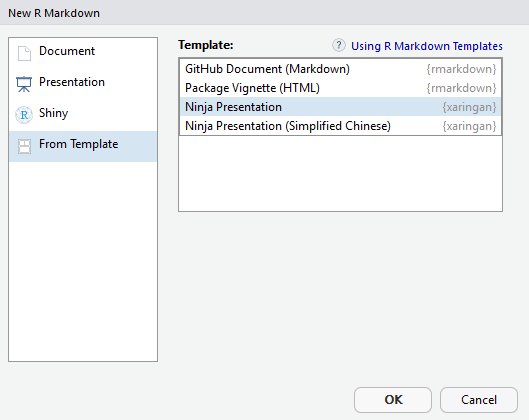 New R Markdown
Document
Presentation
R Shiny
From Template
Template:
? Using R Markdown Templates
GitHub Document (Markdown) {rmarkdown}
Package Vignette (HTML) {rmarkdown}
Ninja Presentation {xaringan}
Ninja Presentation (Simplified Chinese) {xaringan}
OK
Cancel